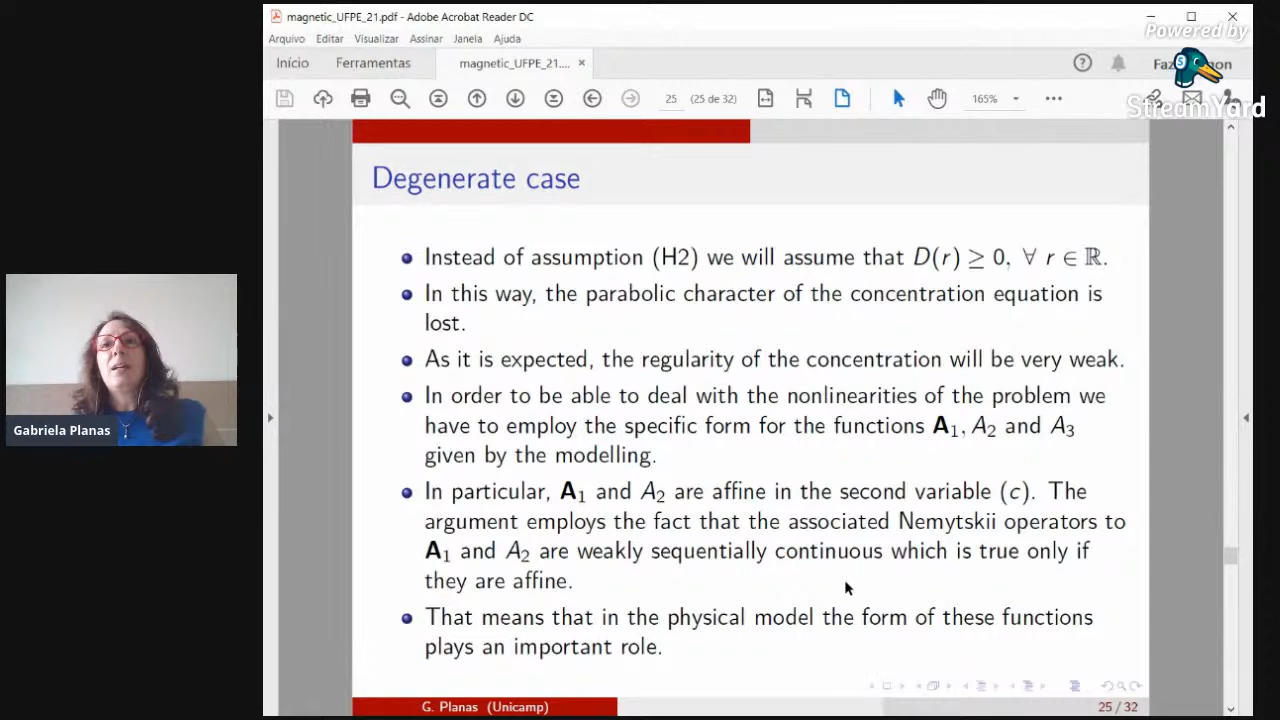 magnetic_UFPE_21.pdf - Adobe Acrobat Reader DC
Powered by
Arquivo Editar Visualizar Assinar Janela Ajuda
Início Ferramentas magnetic_UFPE_21.... ×
StreamYard
25 (25 de 32) 165%
Degenerate case
Instead of assumption (H2) we will assume that D(r) ≥ 0, ∀ r ∈ ℝ.
In this way, the parabolic character of the concentration equation is
lost.
As it is expected, the regularity of the concentration will be very weak.
In order to be able to deal with the nonlinearities of the problem we
have to employ the specific form for the functions A₁, A₂ and A₃
given by the modelling.
In particular, A₁ and A₂ are affine in the second variable (c). The
argument employs the fact that the associated Nemytskii operators to
A₁ and A₂ are weakly sequentially continuous which is true only if
they are affine.
That means that in the physical model the form of these functions
plays an important role.
G. Planas (Unicamp) 25 / 32
Gabriela Planas